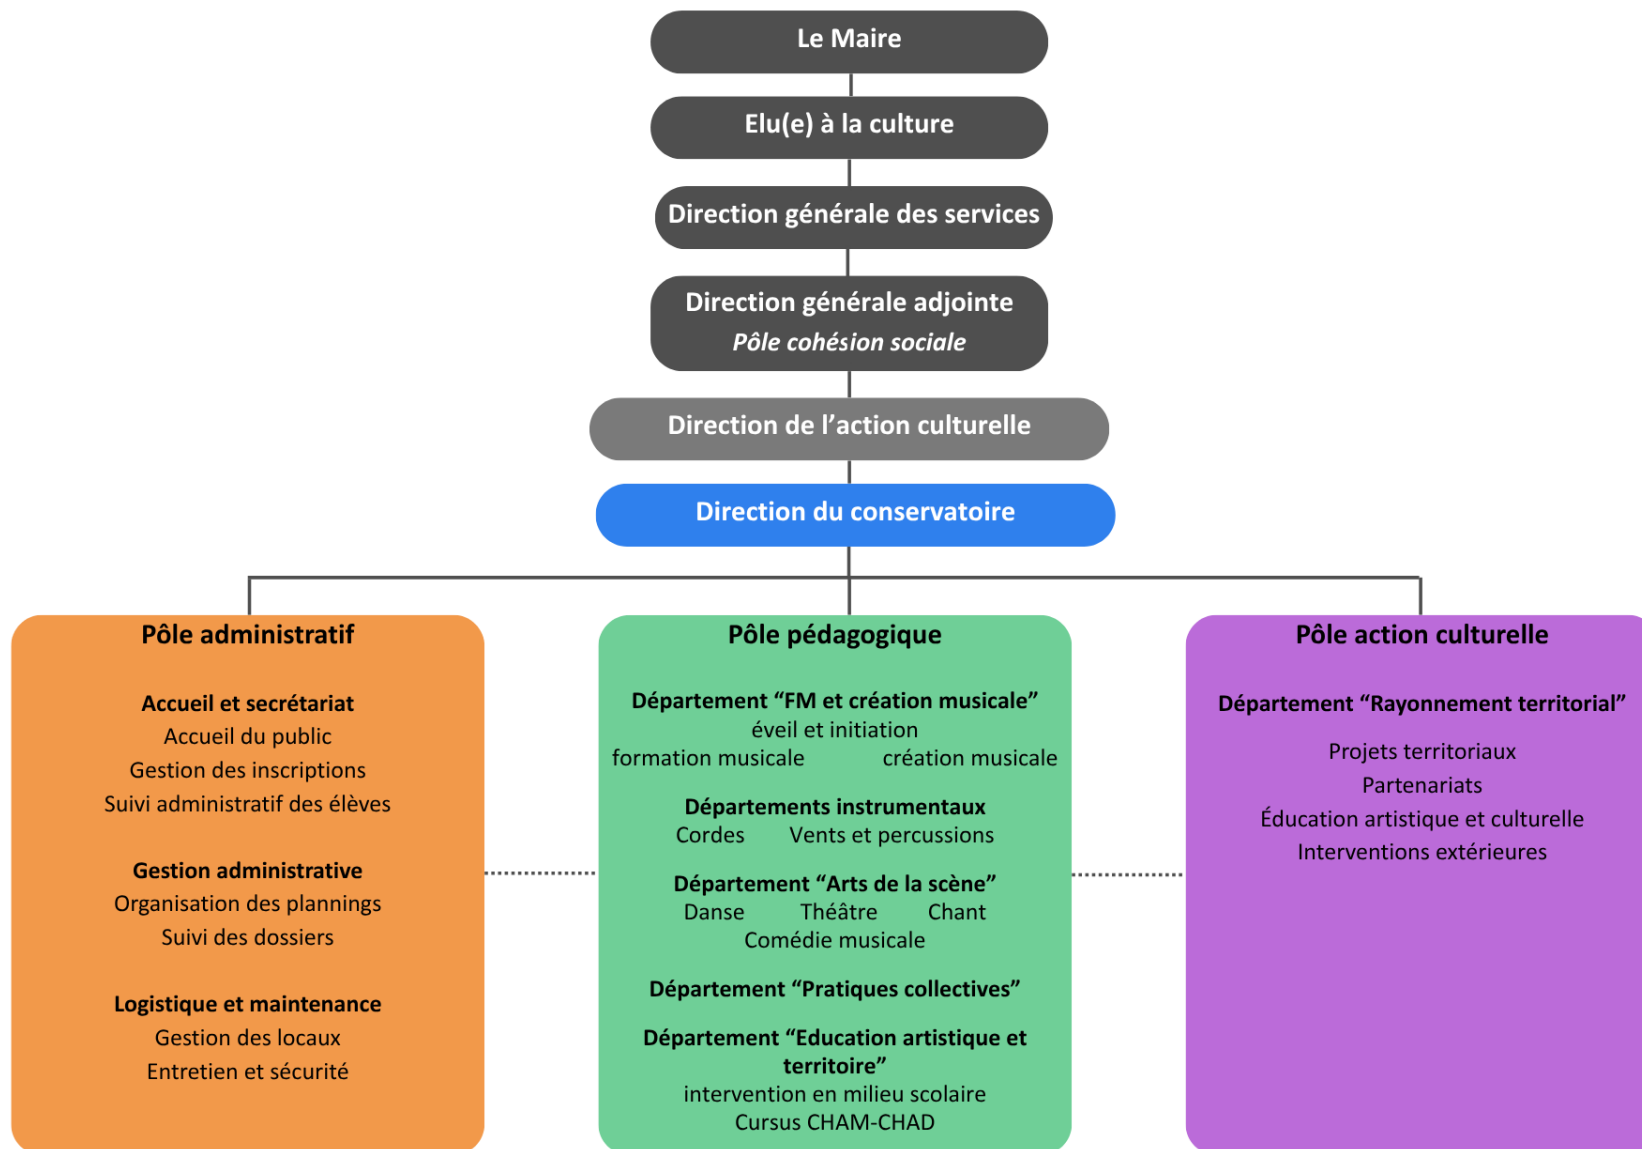 Le Maire
Elu(e) à la culture
Direction générale des services
Direction générale adjointe
Pôle cohésion sociale
Direction de l’action culturelle
Direction du conservatoire
Pôle administratif
Accueil et secrétariat
Accueil du public
Gestion des inscriptions
Suivi administratif des élèves
Gestion administrative
Organisation des plannings
Suivi des dossiers
Logistique et maintenance
Gestion des locaux
Entretien et sécurité
Pôle pédagogique
Département “FM et création musicale”
éveil et initiation
formation musicale création musicale
Départements instrumentaux
Cordes Vents et percussions
Département “Arts de la scène”
Danse Théâtre Chant
Comédie musicale
Département “Pratiques collectives”
Département “Education artistique et
territoire”
intervention en milieu scolaire
Cursus CHAM-CHAD
Pôle action culturelle
Département “Rayonnement territorial”
Projets territoriaux
Partenariats
Éducation artistique et culturelle
Interventions extérieures